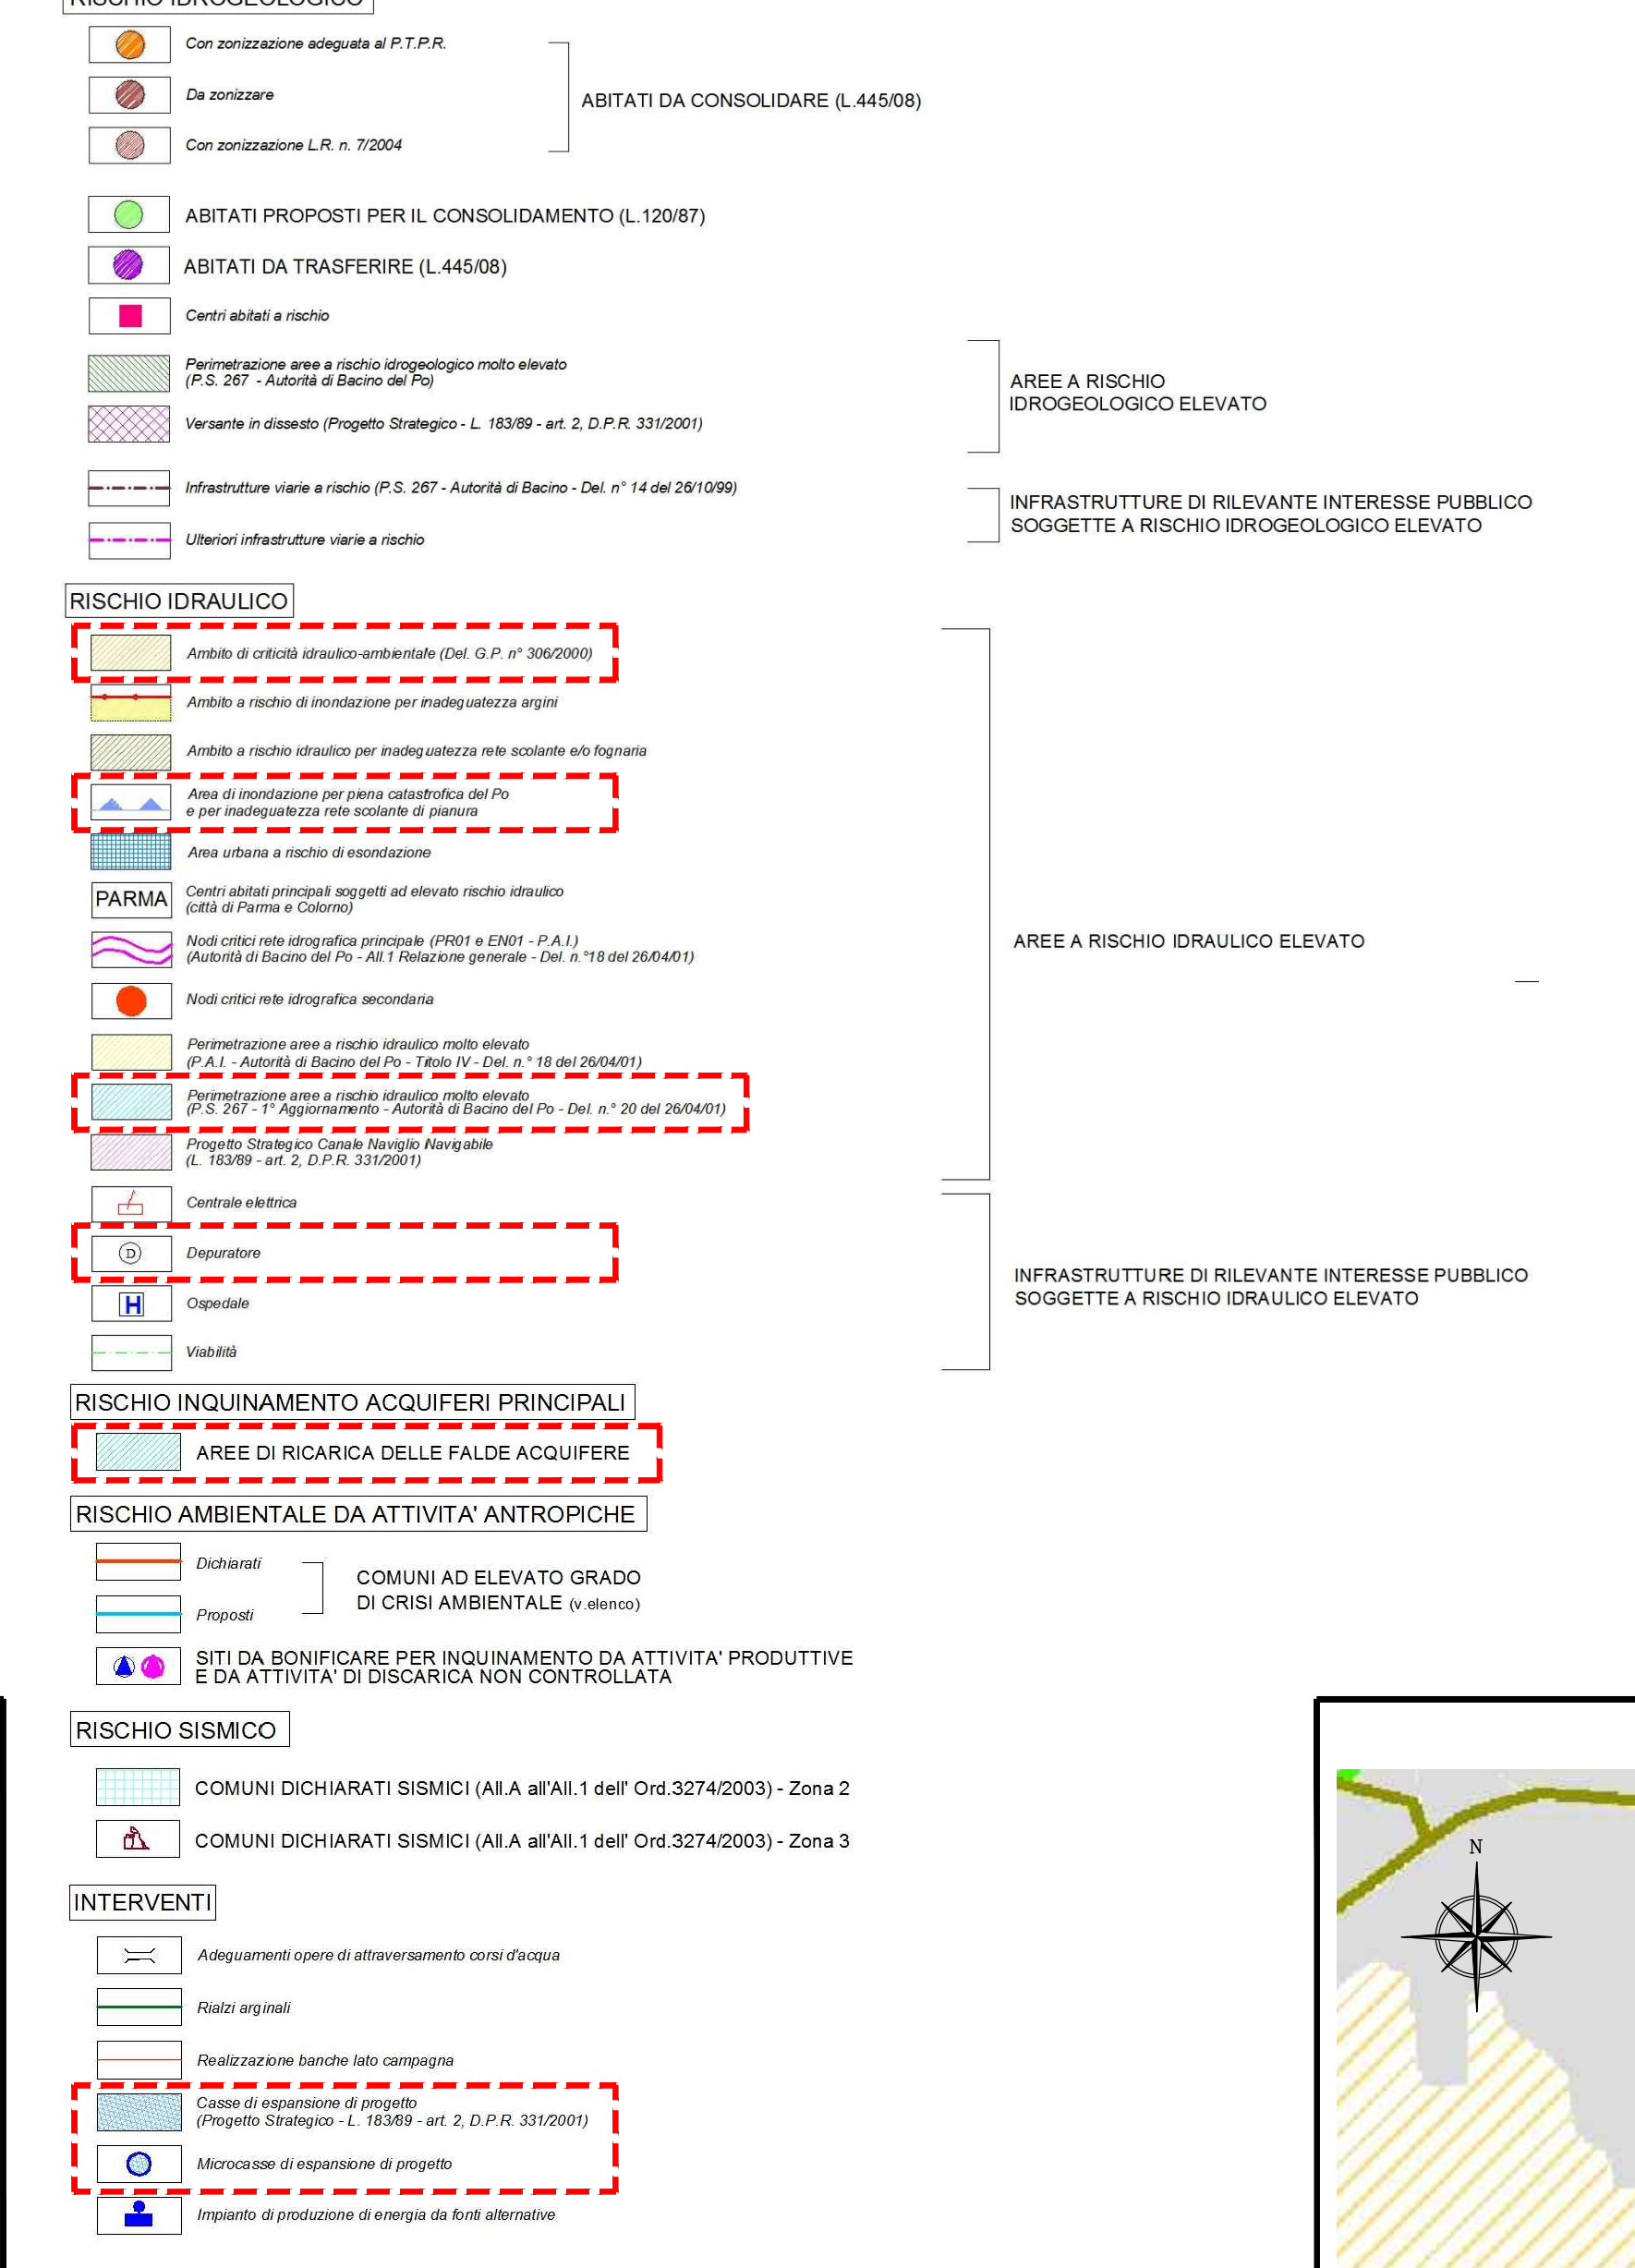 RISCHIO IDROGEOLOGICO
Con zonizzazione adeguata al P.T.P.R.
Da zonizzare
Con zonizzazione L.R. n. 7/2004
ABITATI DA CONSOLIDARE (L.445/08)
ABITATI PROPOSTI PER IL CONSOLIDAMENTO (L.120/87)
ABITATI DA TRASFERIRE (L.445/08)
Centri abitati a rischio
Perimetrazione aree a rischio idrogeologico molto elevato
(P.S. 267 - Autorità di Bacino del Po)
Versante in dissesto (Progetto Strategico - L. 183/89 - art. 2, D.P.R. 331/2001)
AREE A RISCHIO
IDROGEOLOGICO ELEVATO
Infrastrutture viarie a rischio (P.S. 267 - Autorità di Bacino - Del. n° 14 del 26/10/99)
Ulteriori infrastrutture viarie a rischio
INFRASTRUTTURE DI RILEVANTE INTERESSE PUBBLICO
SOGGETTE A RISCHIO IDROGEOLOGICO ELEVATO
RISCHIO IDRAULICO
Ambito di criticità idraulico-ambientale (Del. G.P. n° 306/2000)
Ambito a rischio di inondazione per inadeguatezza argini
Ambito a rischio idraulico per inadeguatezza rete scolante e/o fognaria
Area di inondazione per piena catastrofica del Po
e per inadeguatezza rete scolante di pianura
Area urbana a rischio di esondazione
PARMA
Centri abitati principali soggetti ad elevato rischio idraulico
(città di Parma e Colorno)
Nodi critici rete idrografica principale (PR01 e EN01 - P.A.I.)
(Autorità di Bacino del Po - All.1 Relazione generale - Del. n.°18 del 26/04/01)
Nodi critici rete idrografica secondaria
Perimetrazione aree a rischio idraulico molto elevato
(P.A.I. - Autorità di Bacino del Po - Titolo IV - Del. n.° 18 del 26/04/01)
Perimetrazione aree a rischio idraulico molto elevato
(P.S. 267 - 1° Aggiornamento - Autorità di Bacino del Po - Del. n.° 20 del 26/04/01)
Progetto Strategico Canale Naviglio Navigabile
(L. 183/89 - art. 2, D.P.R. 331/2001)
AREE A RISCHIO IDRAULICO ELEVATO
Centrale elettrica
D
Depuratore
H
Ospedale
Viabilità
INFRASTRUTTURE DI RILEVANTE INTERESSE PUBBLICO
SOGGETTE A RISCHIO IDRAULICO ELEVATO
RISCHIO INQUINAMENTO ACQUIFERI PRINCIPALI
AREE DI RICARICA DELLE FALDE ACQUIFERE
RISCHIO AMBIENTALE DA ATTIVITA' ANTROPICHE
Dichiarati
Proposti
COMUNI AD ELEVATO GRADO
DI CRISI AMBIENTALE (v.elenco)
SITI DA BONIFICARE PER INQUINAMENTO DA ATTIVITA' PRODUTTIVE
E DA ATTIVITA' DI DISCARICA NON CONTROLLATA
RISCHIO SISMICO
COMUNI DICHIARATI SISMICI (All.A all'All.1 dell' Ord.3274/2003) - Zona 2
COMUNI DICHIARATI SISMICI (All.A all'All.1 dell' Ord.3274/2003) - Zona 3
N
INTERVENTI
Adeguamenti opere di attraversamento corsi d'acqua
Rialzi arginali
Realizzazione banche lato campagna
Casse di espansione di progetto
(Progetto Strategico - L. 183/89 - art. 2, D.P.R. 331/2001)
Microcasse di espansione di progetto
Impianto di produzione di energia da fonti alternative